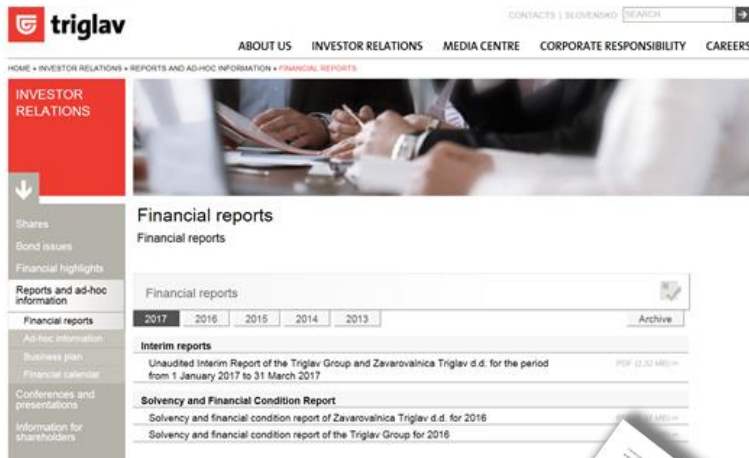 triglav
CONTACTS | SLOVENSKO SEARCH
ABOUT US INVESTOR RELATIONS MEDIA CENTRE CORPORATE RESPONSIBILITY CAREERS
HOME » INVESTOR RELATIONS » REPORTS AND AD-HOC INFORMATION » FINANCIAL REPORTS
INVESTOR
RELATIONS
Shares
Bond issues
Financial highlights
Reports and ad-hoc
information
Financial reports
Ad-hoc information
Business plan
Financial calendar
Conferences and
presentations
Information for
shareholders
Financial reports
Financial reports
Financial reports
2017 2016 2015 2014 2013 Archive
Interim reports
Unaudited Interim Report of the Triglav Group and Zavarovalnica Triglav d.d. for the period PDF (2,32 MB)
from 1 January 2017 to 31 March 2017
Solvency and Financial Condition Report
Solvency and financial condition report of Zavarovalnica Triglav d.d. for 2016
Solvency and financial condition report of the Triglav Group for 2016